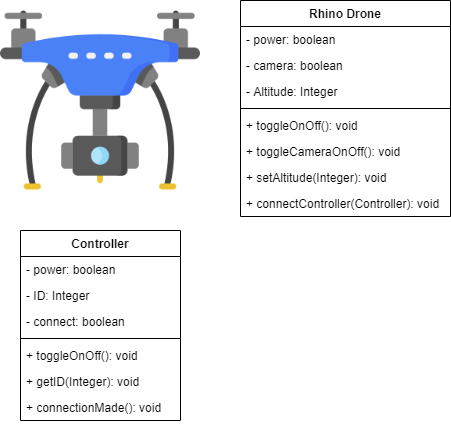 Rhino Drone
- power: boolean
- camera: boolean
- Altitude: Integer
+ toggleOnOff(): void
+ toggleCameraOnOff(): void
+ setAltitude(Integer): void
+ connectController(Controller): void
Controller
- power: boolean
- ID: Integer
- connect: boolean
+ toggleOnOff(): void
+ getID(Integer): void
+ connectionMade(): void